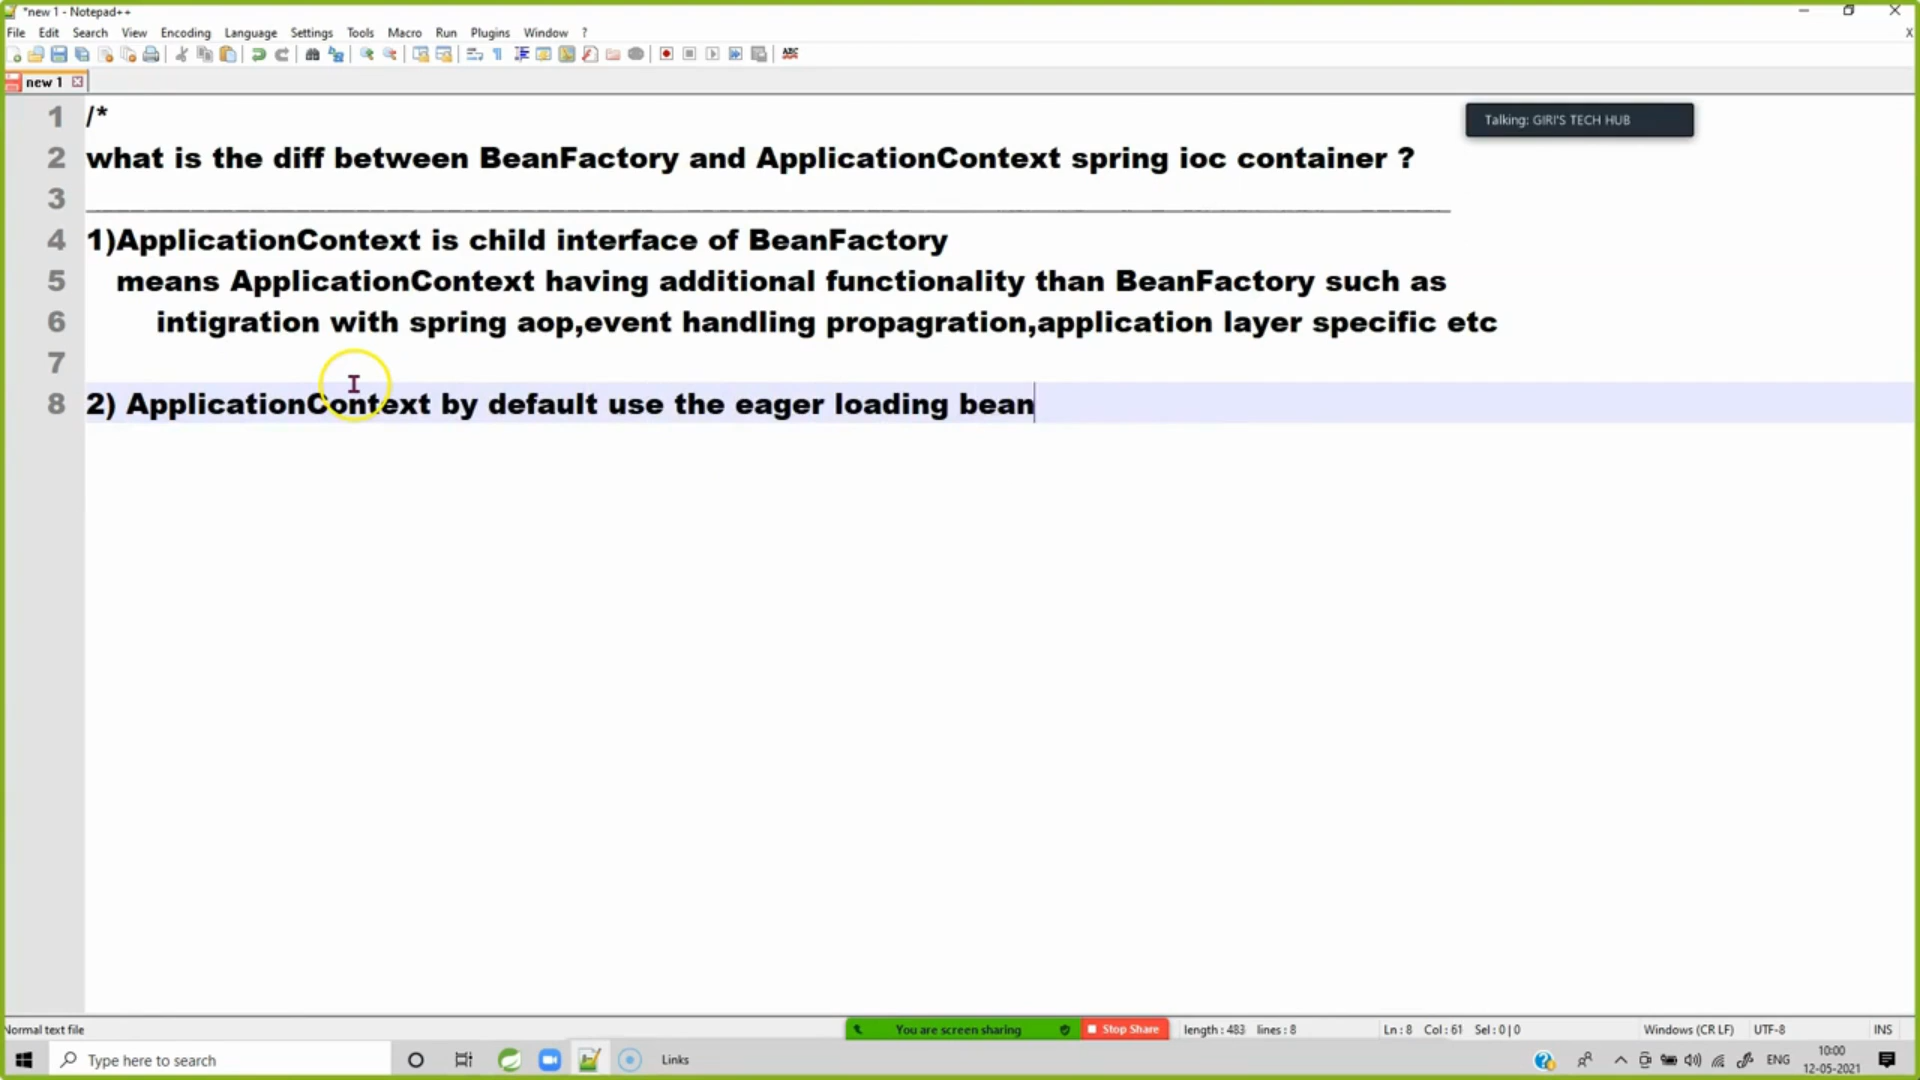 *new 1 - Notepad++
File Edit Search View Encoding Language Settings Tools Macro Run Plugins Window ?
X
new 1
Talking: GIRI'S TECH HUB
1 /*
2 what is the diff between BeanFactory and ApplicationContext spring ioc container ?
3
4 1)ApplicationContext is child interface of BeanFactory
5 means ApplicationContext having additional functionality than BeanFactory such as
6 intigration with spring aop,event handling propagration,application layer specific etc
7
8 2) ApplicationContext by default use the eager loading bean
Normal text file You are screen sharing Stop Share length : 483 lines : 8 Ln : 8 Col : 61 Sel : 0 | 0 Windows (CR LF) UTF-8 INS
Type here to search Links ENG 10:00
12-05-2021